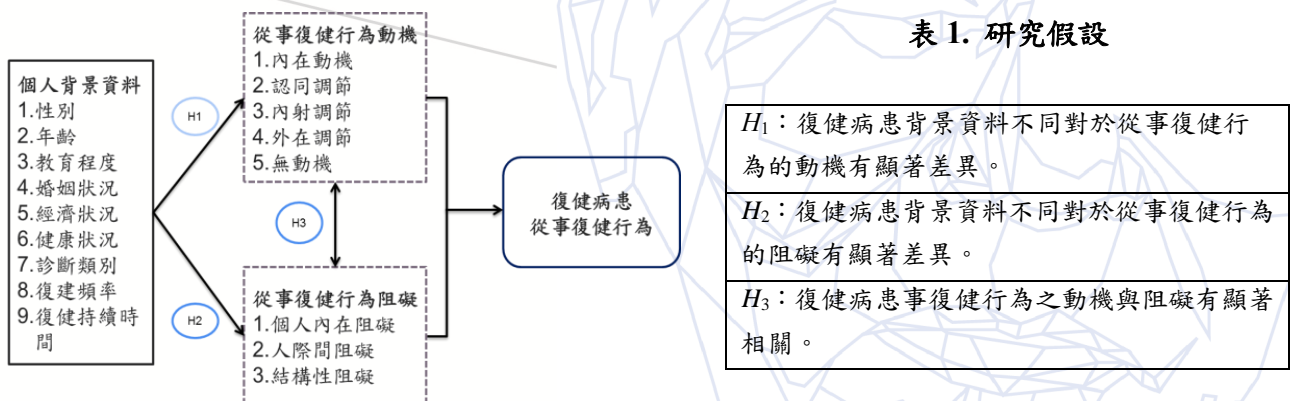 個人背景資料
1.性別
2.年齡
3.教育程度
4.婚姻狀況
5.經濟狀況
6.健康狀況
7.診斷類別
8.復建頻率
9.復健持續時
間
H1
H2
從事復健行為動機
1.內在動機
2.認同調節
3.內射調節
4.外在調節
5.無動機
H3
從事復健行為阻礙
1.個人內在阻礙
2.人際間阻礙
3.結構性阻礙
復健病患
從事復健行為
表 1. 研究假設
H1：復健病患背景資料不同對於從事復健行
為的動機有顯著差異。
H2：復健病患背景資料不同對於從事復健行為
的阻礙有顯著差異。
H3：復健病患事復健行為之動機與阻礙有顯著
相關。